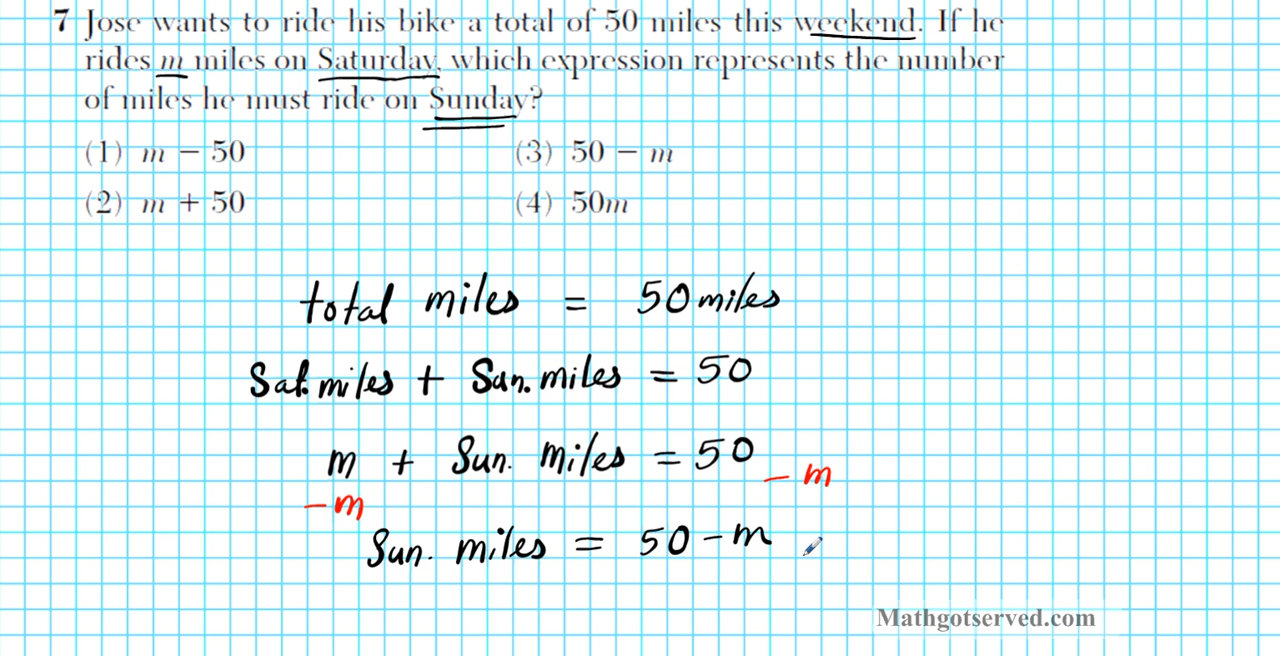 7 Jose wants to ride his bike a total of 50 miles this weekend. If he
rides m miles on Saturday, which expression represents the number
of miles he must ride on Sunday?
(1) m − 50 (3) 50 − m
(2) m + 50 (4) 50m
total miles = 50 miles
Sat. miles + Sun. miles = 50
m + Sun. miles = 50
− m − m
Sun. miles = 50 − m
Mathgotserved.com